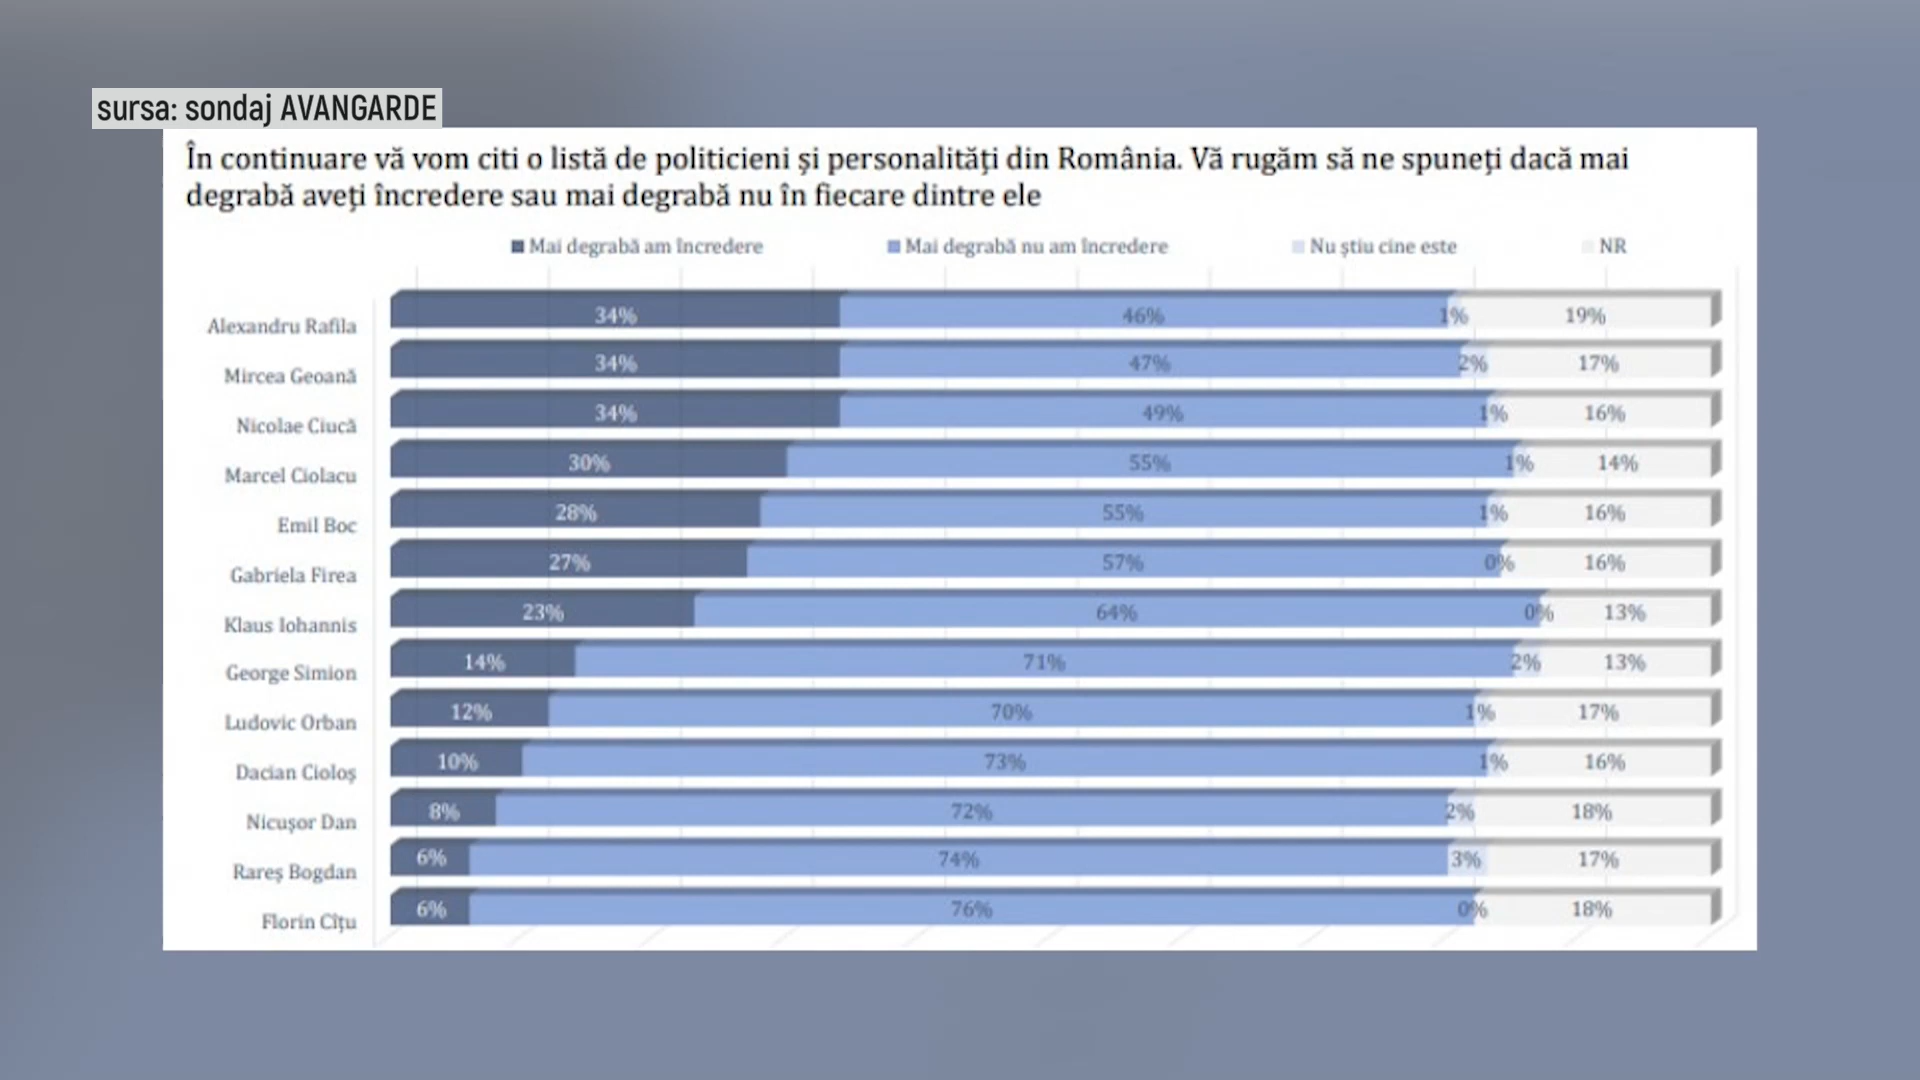 sursa: sondaj AVANGARDE
În continuare vă vom citi o listă de politicieni și personalități din România. Vă rugăm să ne spuneți dacă mai
degrabă aveți încredere sau mai degrabă nu în fiecare dintre ele
Mai degrabă am încredere Mai degrabă nu am încredere Nu știu cine este NR
Alexandru Rafila 34% 46% 1% 19%
Mircea Geoană 34% 47% 2% 17%
Nicolae Ciucă 34% 49% 1% 16%
Marcel Ciolacu 30% 55% 1% 14%
Emil Boc 28% 55% 1% 16%
Gabriela Firea 27% 57% 0% 16%
Klaus Iohannis 23% 64% 0% 13%
George Simion 14% 71% 2% 13%
Ludovic Orban 12% 70% 1% 17%
Dacian Cioloș 10% 73% 1% 16%
Nicușor Dan 8% 72% 2% 18%
Rareș Bogdan 6% 74% 3% 17%
Florin Cîțu 6% 76% 0% 18%